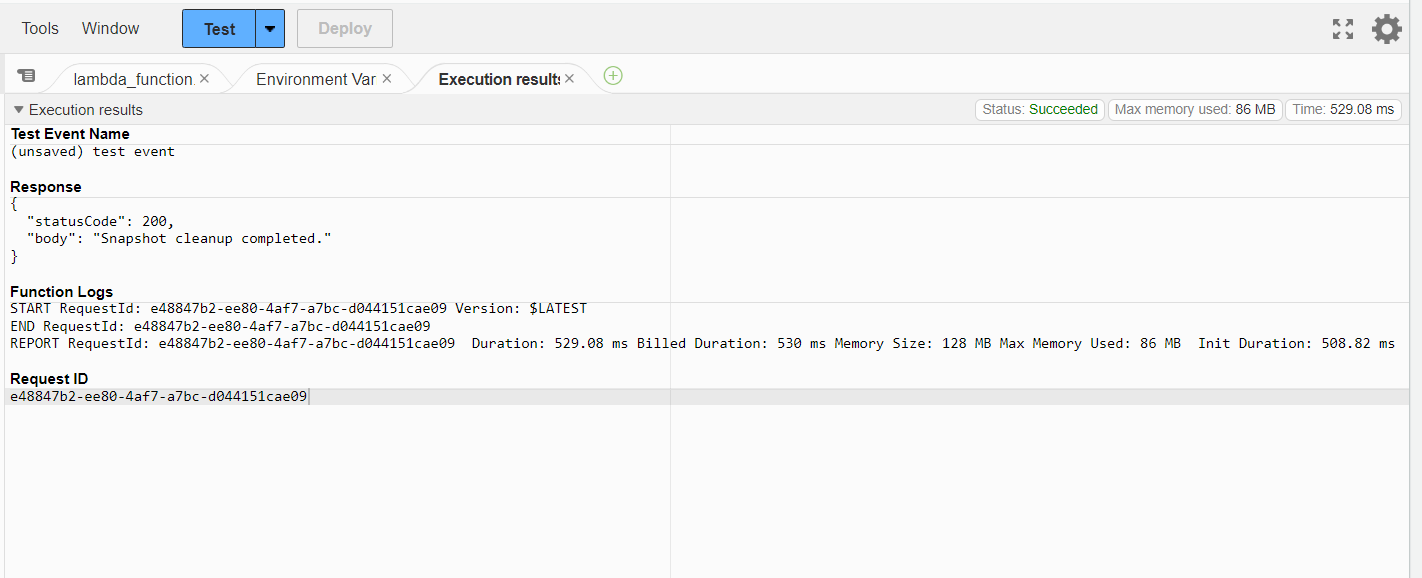 Tools Window Test Deploy
lambda_function. Environment Var Execution results
Execution results Status: Succeeded Max memory used: 86 MB Time: 529.08 ms
Test Event Name
(unsaved) test event
Response
{
"statusCode": 200,
"body": "Snapshot cleanup completed."
}
Function Logs
START RequestId: e48847b2-ee80-4af7-a7bc-d044151cae09 Version: $LATEST
END RequestId: e48847b2-ee80-4af7-a7bc-d044151cae09
REPORT RequestId: e48847b2-ee80-4af7-a7bc-d044151cae09 Duration: 529.08 ms Billed Duration: 530 ms Memory Size: 128 MB Max Memory Used: 86 MB Init Duration: 508.82 ms
Request ID
e48847b2-ee80-4af7-a7bc-d044151cae09